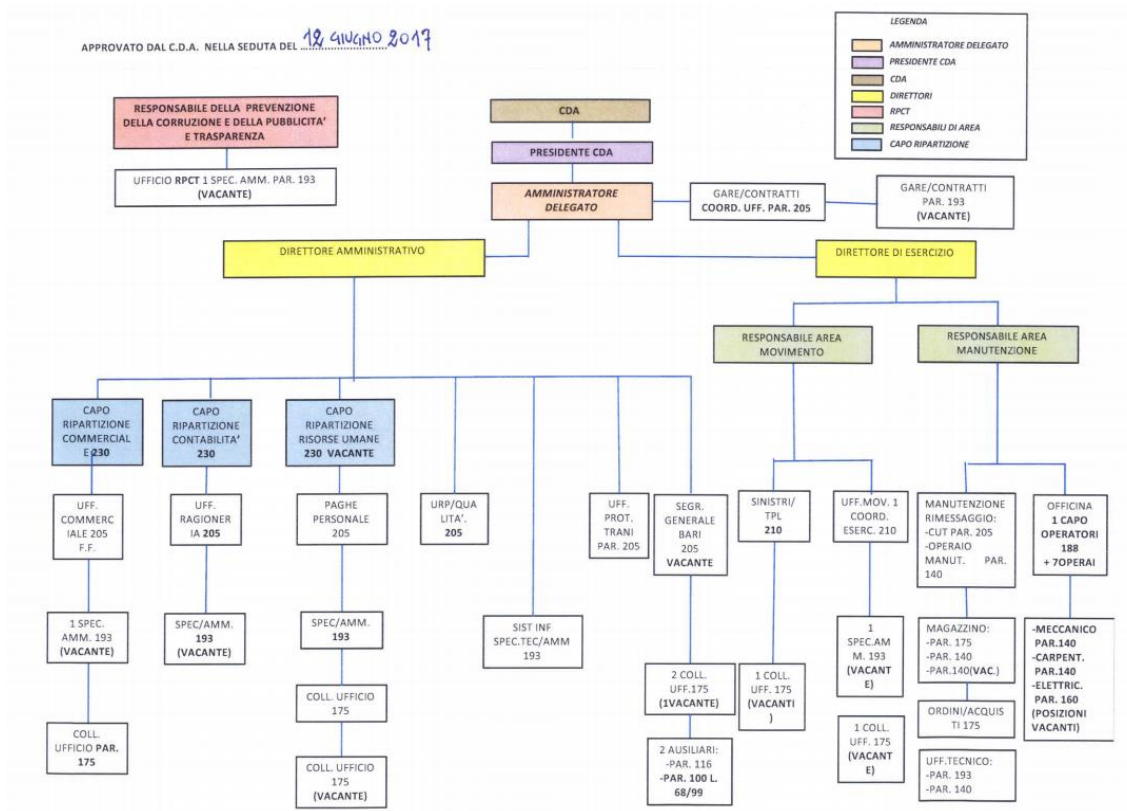 APPROVATO DAL C.D.A. NELLA SEDUTA DEL 12 GIUGNO 2017
LEGENDA
AMMINISTRATORE DELEGATO
PRESIDENTE CDA
CDA
DIRETTORI
RPCT
RESPONSABILI DI AREA
CAPO RIPARTIZIONE
RESPONSABILE DELLA PREVENZIONE
DELLA CORRUZIONE E DELLA PUBBLICITA'
E TRASPARENZA
UFFICIO RPCT 1 SPEC. AMM. PAR. 193
(VACANTE)
CDA
PRESIDENTE CDA
AMMINISTRATORE
DELEGATO
GARE/CONTRATTI
COORD. UFF. PAR. 205
GARE/CONTRATTI
PAR. 193
(VACANTE)
DIRETTORE AMMINISTRATIVO
DIRETTORE DI ESERCIZIO
RESPONSABILE AREA
MOVIMENTO
RESPONSABILE AREA
MANUTENZIONE
CAPO
RIPARTIZIONE
COMMERCIAL
E 230
CAPO
RIPARTIZIONE
CONTABILITA'
230
CAPO
RIPARTIZIONE
RISORSE UMANE
230 VACANTE
UFF.
COMMERC
IALE 205
F.F.
UFF.
RAGIONER
IA 205
PAGHE
PERSONALE
205
URP/QUA
LITA'.
205
UFF.
PROT.
TRANI
PAR. 205
SEGR.
GENERALE
BARI
205
VACANTE
SINISTRI/
TPL
210
UFF.MOV. 1
COORD.
ESERC. 210
MANUTENZIONE
RIMESSAGGIO:
-CUT PAR. 205
-OPERAIO
MANUT. PAR.
140
OFFICINA
1 CAPO
OPERATORI
188
+ 7OPERAI
1 SPEC.
AMM. 193
(VACANTE)
SPEC/AMM.
193
(VACANTE)
SPEC/AMM.
193
SIST INF
SPEC.TEC/AMM
193
2 COLL.
UFF.175
(1VACANTE)
1 COLL.
UFF. 175
(VACANTI
)
1
SPEC.AM
M. 193
(VACANT
E)
MAGAZZINO:
-PAR. 175
-PAR. 140
-PAR.140(VAC.)
-MECCANICO
PAR.140
-CARPENT.
PAR.140
-ELETTRIC.
PAR. 160
(POSIZIONI
VACANTI)
COLL.
UFFICIO PAR.
175
COLL. UFFICIO
175
COLL. UFFICIO
175
(VACANTE)
2 AUSILIARI:
-PAR. 116
-PAR. 100 L.
68/99
1 COLL.
UFF. 175
(VACANT
E)
ORDINI/ACQUIS
TI 175
UFF.TECNICO:
-PAR. 193
-PAR. 140